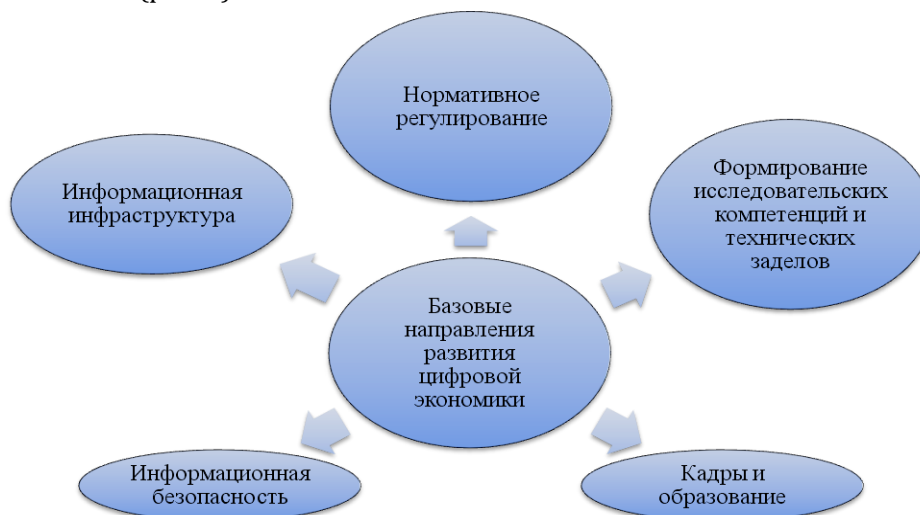 Нормативное
регулирование
Информационная
инфраструктура
Формирование
исследовательских
компетенций и
технических
заделов
Базовые
направления
развития
цифровой
экономики
Информационная
безопасность
Кадры и
образование